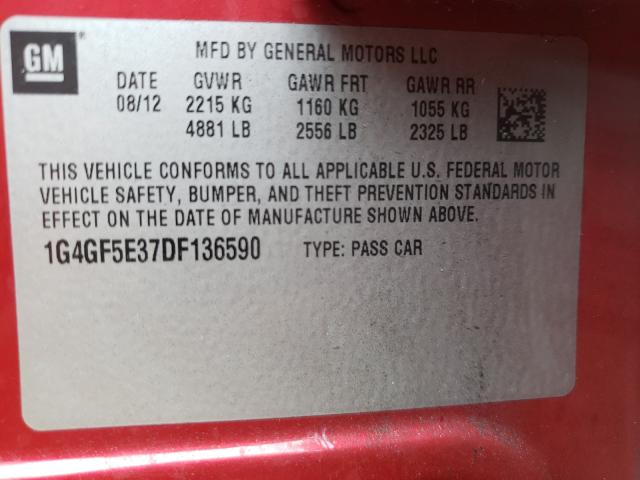 GM
MFD BY GENERAL MOTORS LLC
DATE GVWR GAWR FRT GAWR RR
08/12 2215 KG 1160 KG 1055 KG
4881 LB 2556 LB 2325 LB
THIS VEHICLE CONFORMS TO ALL APPLICABLE U.S. FEDERAL MOTOR
VEHICLE SAFETY, BUMPER, AND THEFT PREVENTION STANDARDS IN
EFFECT ON THE DATE OF MANUFACTURE SHOWN ABOVE.
1G4GF5E37DF136590 TYPE: PASS CAR